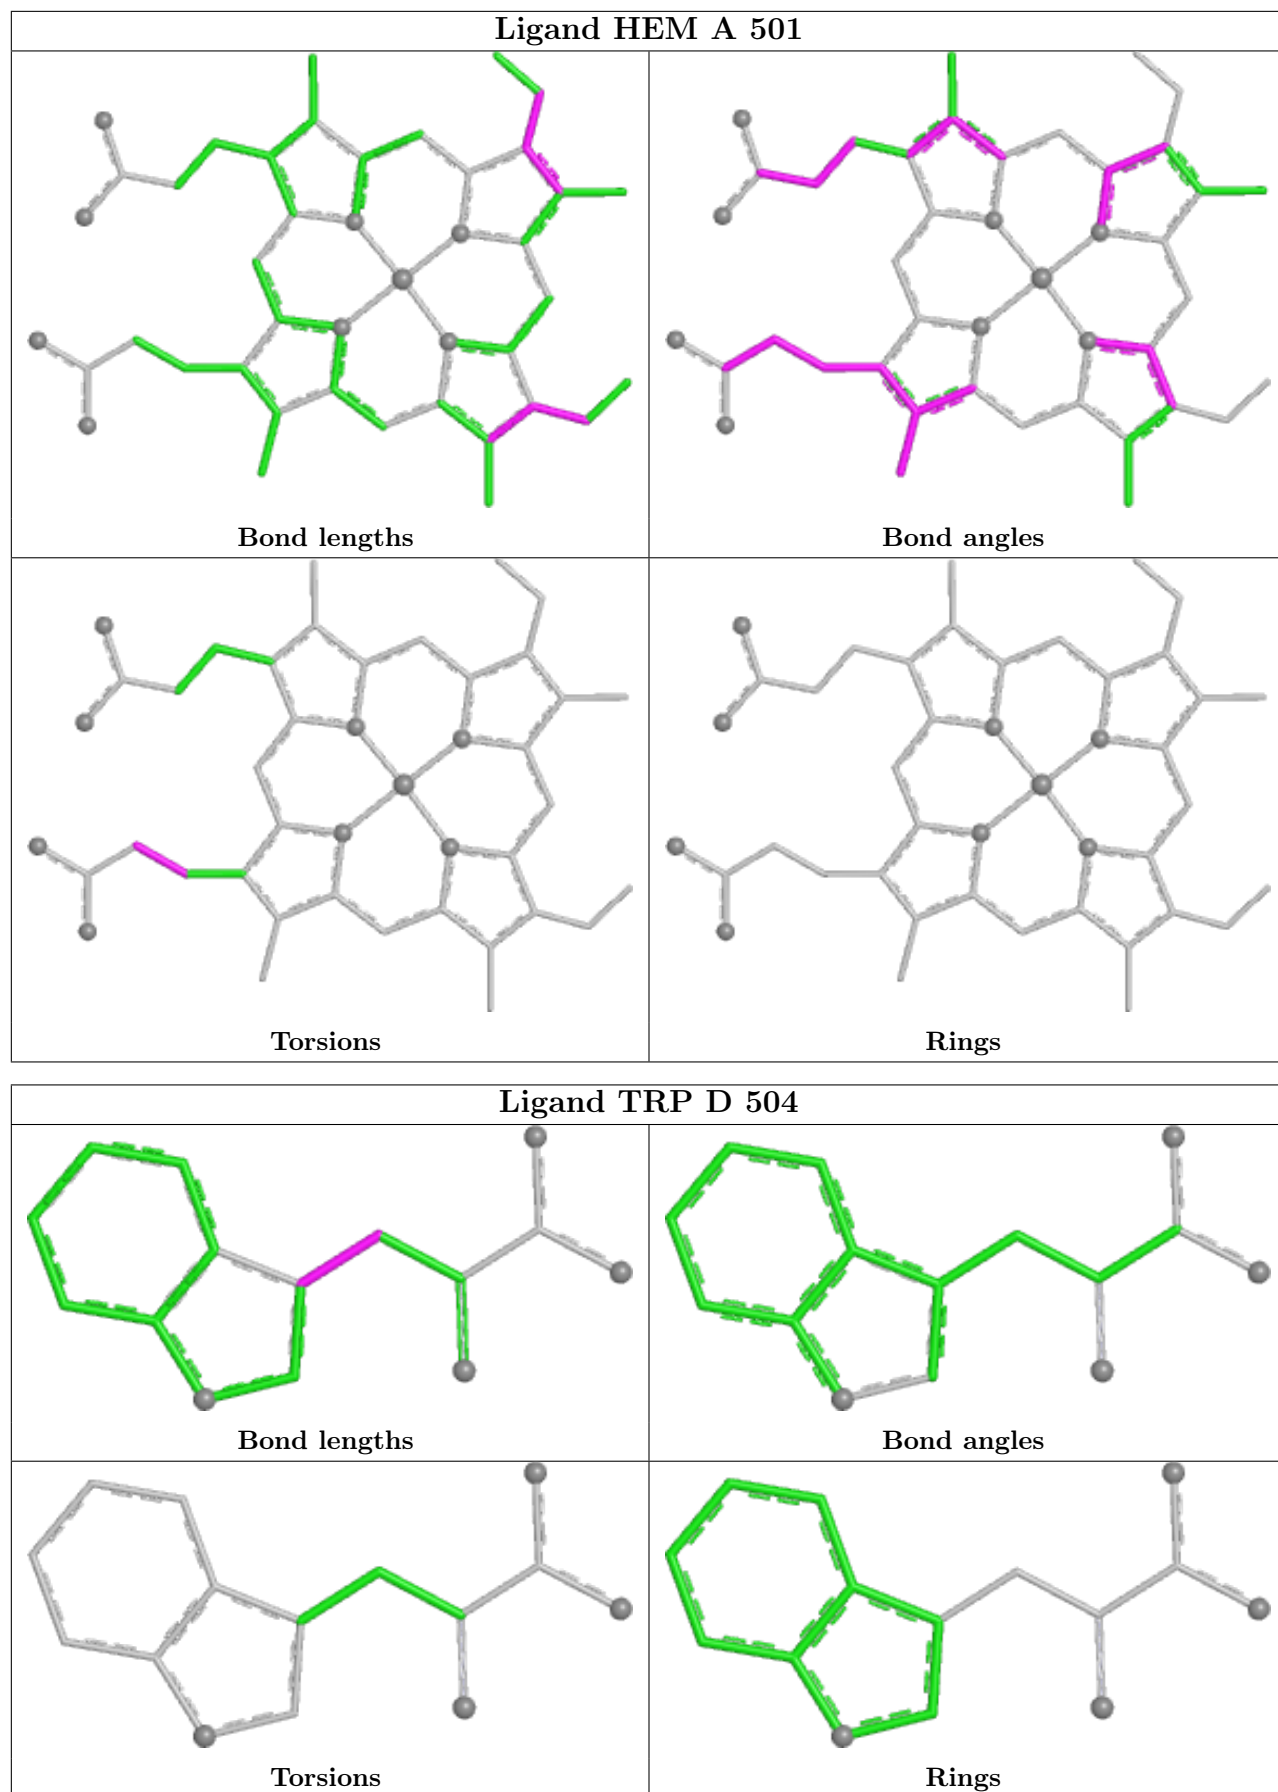 Ligand HEM A 501
Bond lengths
Bond angles
Torsions
Rings
Ligand TRP D 504
Bond lengths
Bond angles
Torsions
Rings